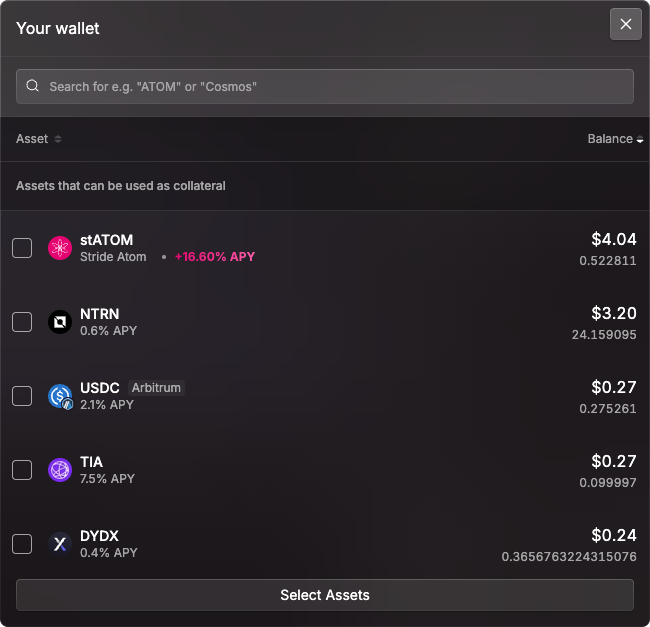 Your wallet
Search for e.g. "ATOM" or "Cosmos"
Asset Balance
Assets that can be used as collateral
stATOM $4.04
Stride Atom • +16.60% APY 0.522811
NTRN $3.20
0.6% APY 24.159095
USDC Arbitrum $0.27
2.1% APY 0.275261
TIA $0.27
7.5% APY 0.099997
DYDX $0.24
0.4% APY 0.3656763224315076
Select Assets